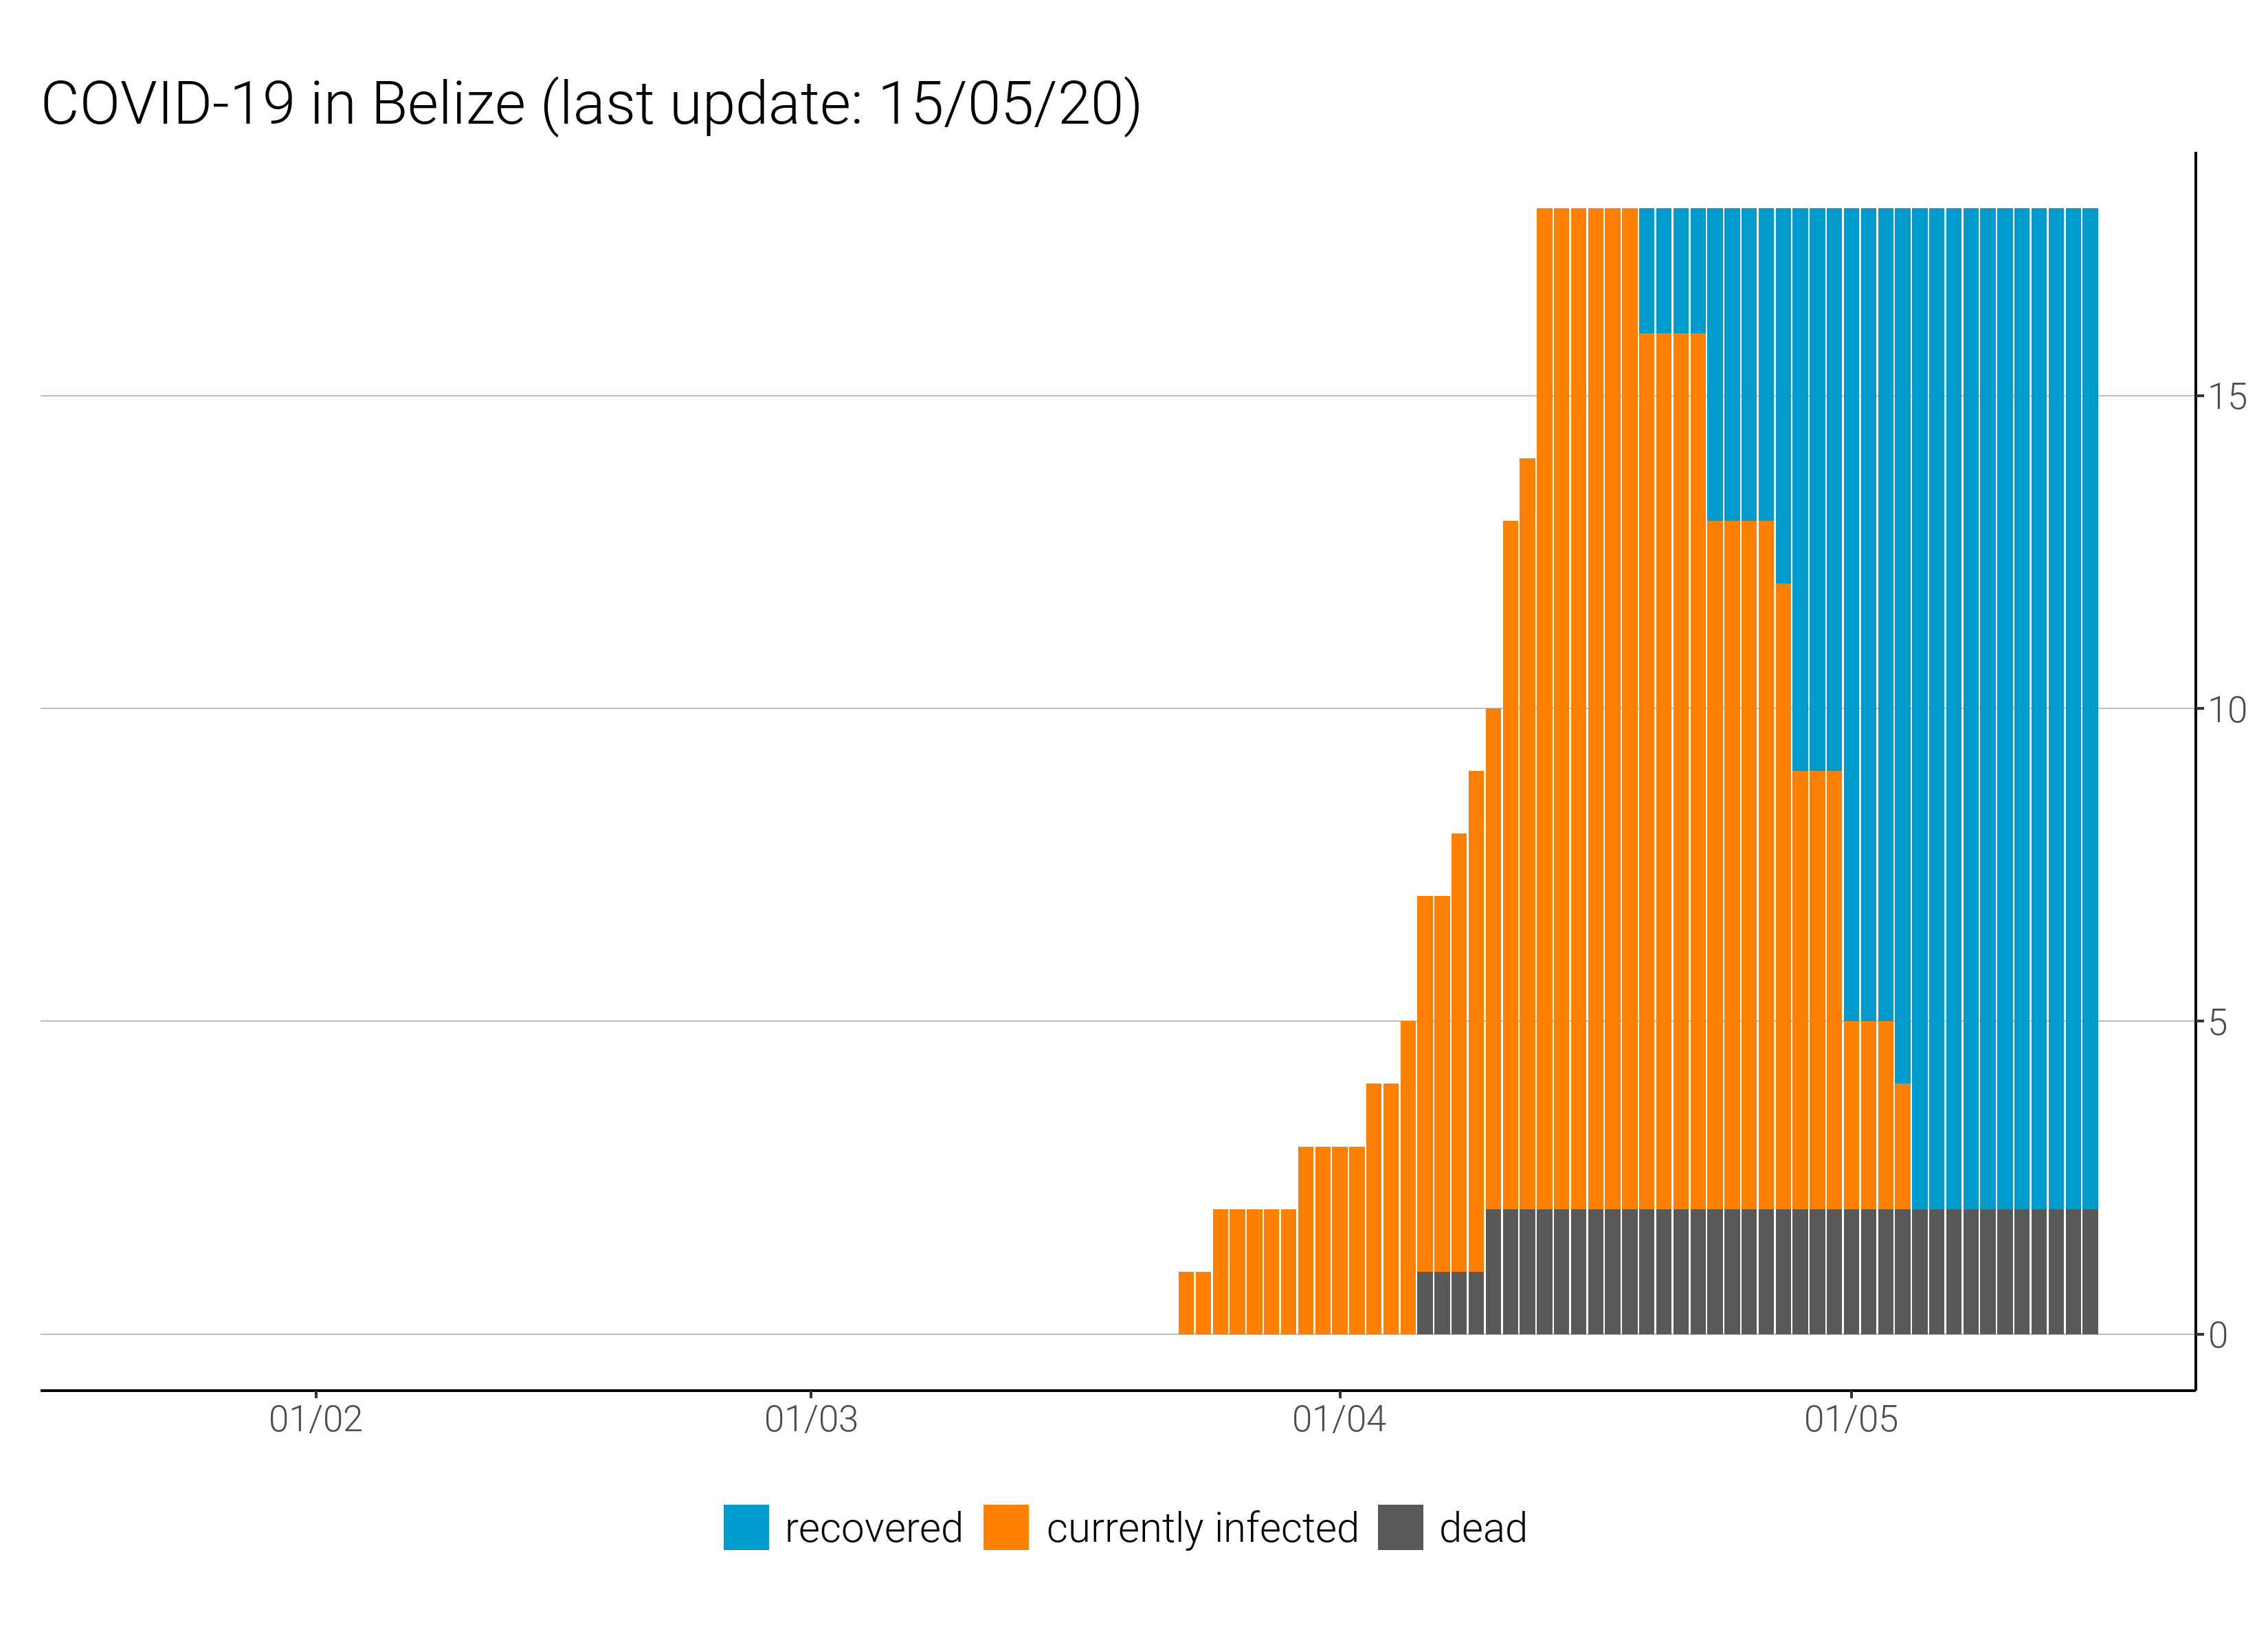 COVID-19 in Belize (last update: 15/05/20)
15
10
5
0
01/02 01/03 01/04 01/05
recovered currently infected dead